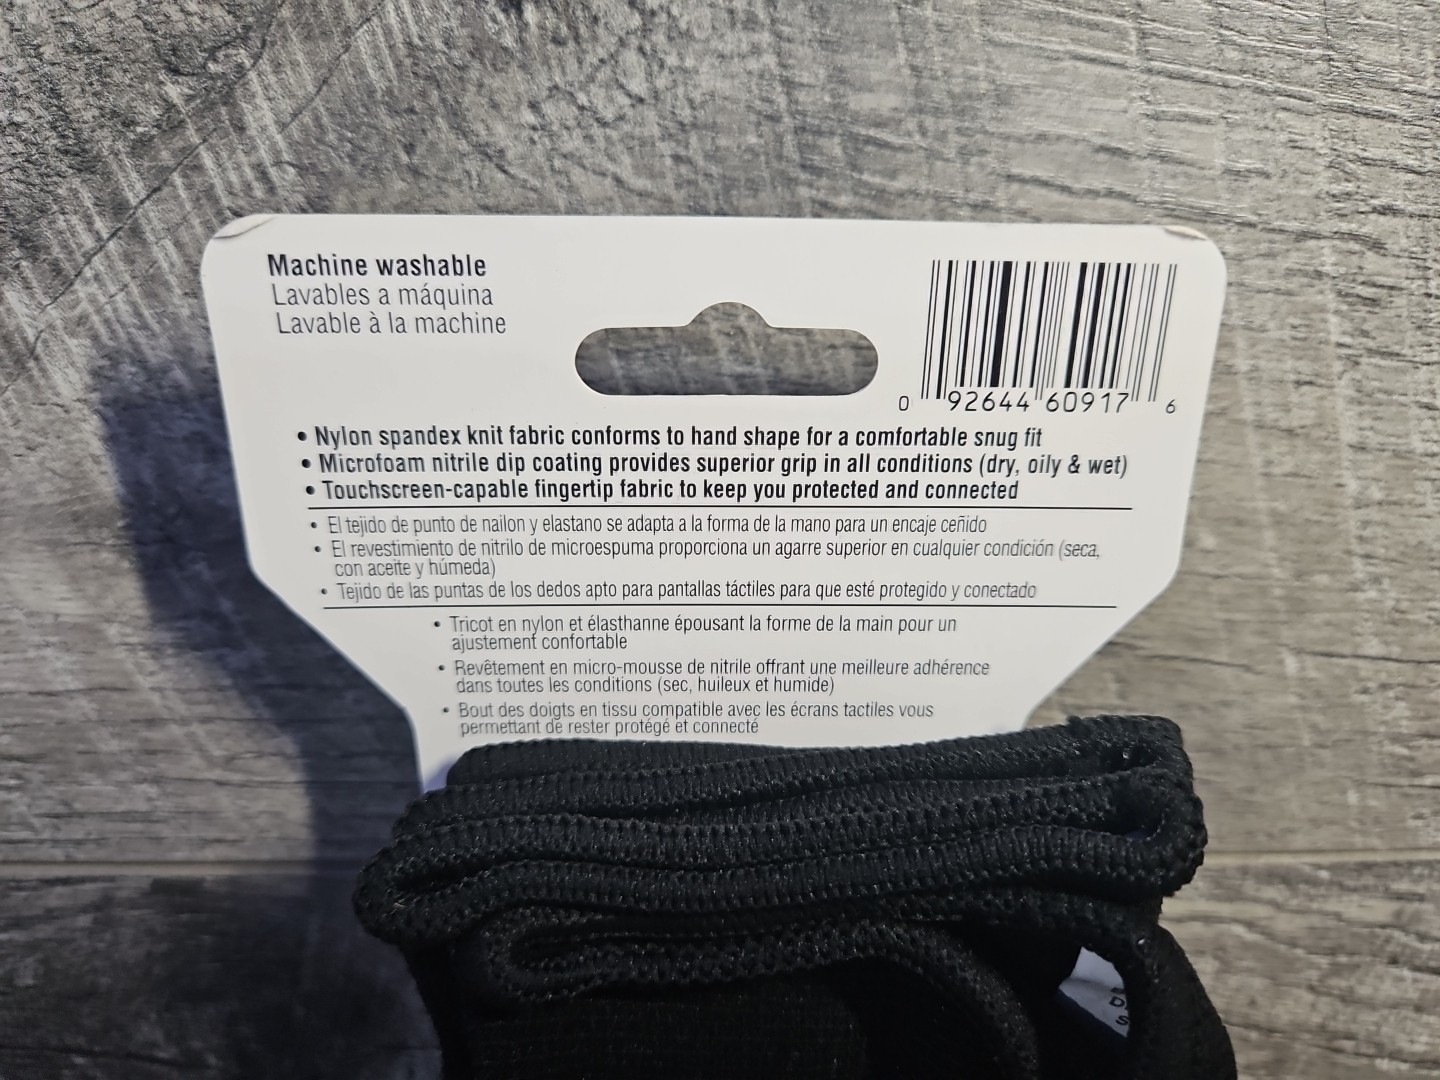 Machine washable
Lavables a máquina
Lavable à la machine
0 92644 60917 6
• Nylon spandex knit fabric conforms to hand shape for a comfortable snug fit
• Microfoam nitrile dip coating provides superior grip in all conditions (dry, oily & wet)
• Touchscreen-capable fingertip fabric to keep you protected and connected
• El tejido de punto de nailon y elastano se adapta a la forma de la mano para un encaje ceñido
• El revestimiento de nitrilo de microespuma proporciona un agarre superior en cualquier condición (seca,
con aceite y húmeda)
• Tejido de las puntas de los dedos apto para pantallas táctiles para que esté protegido y conectado
• Tricot en nylon et élasthanne épousant la forme de la main pour un
ajustement confortable
• Revêtement en micro-mousse de nitrile offrant une meilleure adhérence
dans toutes les conditions (sec, huileux et humide)
• Bout des doigts en tissu compatible avec les écrans tactiles vous
permettant de rester protégé et connecté